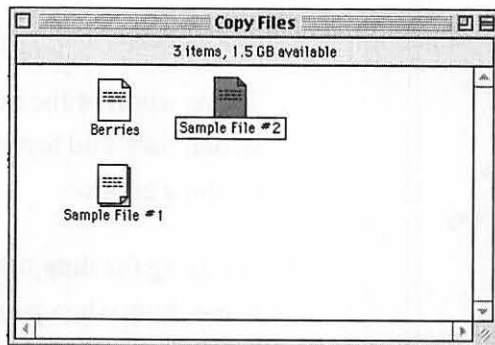 Copy Files
3 items, 1.5 GB available
Berries
Sample File #2
Sample File #1